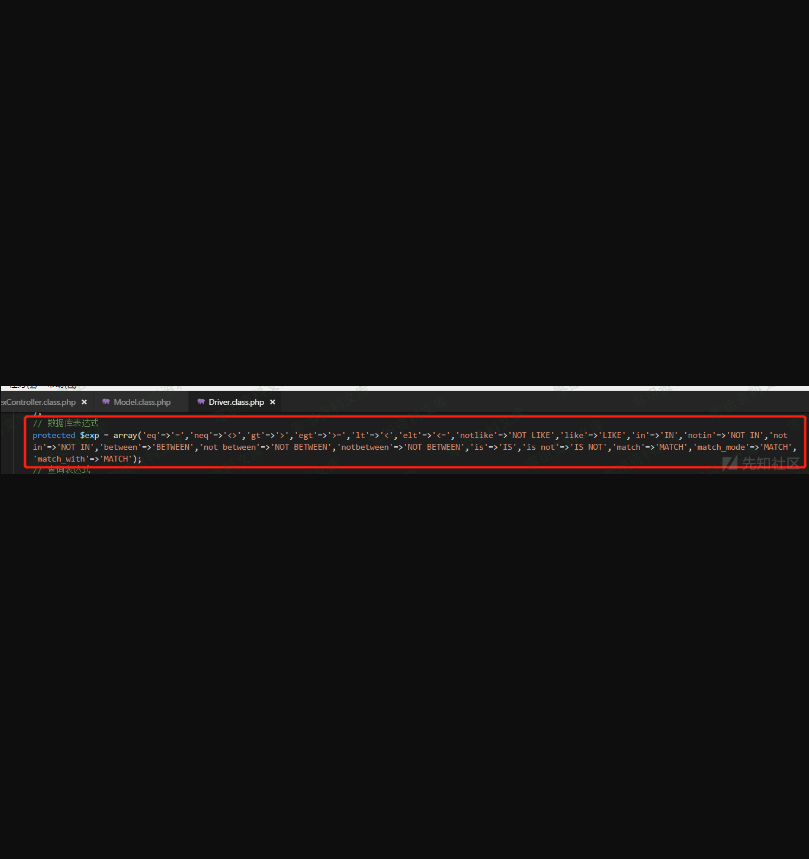 exController.class.php × Model.class.php Driver.class.php ×
// 数据库表达式
protected $exp = array('eq'=>'=','neq'=>'<>','gt'=>'>','egt'=>'>=','lt'=>'<','elt'=>'<=','notlike'=>'NOT LIKE','like'=>'LIKE','in'=>'IN','notin'=>'NOT IN','not
in'=>'NOT IN','between'=>'BETWEEN','not between'=>'NOT BETWEEN','notbetween'=>'NOT BETWEEN','is'=>'IS','is not'=>'IS NOT','match'=>'MATCH','match_mode'=>'MATCH',
'match_with'=>'MATCH');
先知社区
// 查询表达式